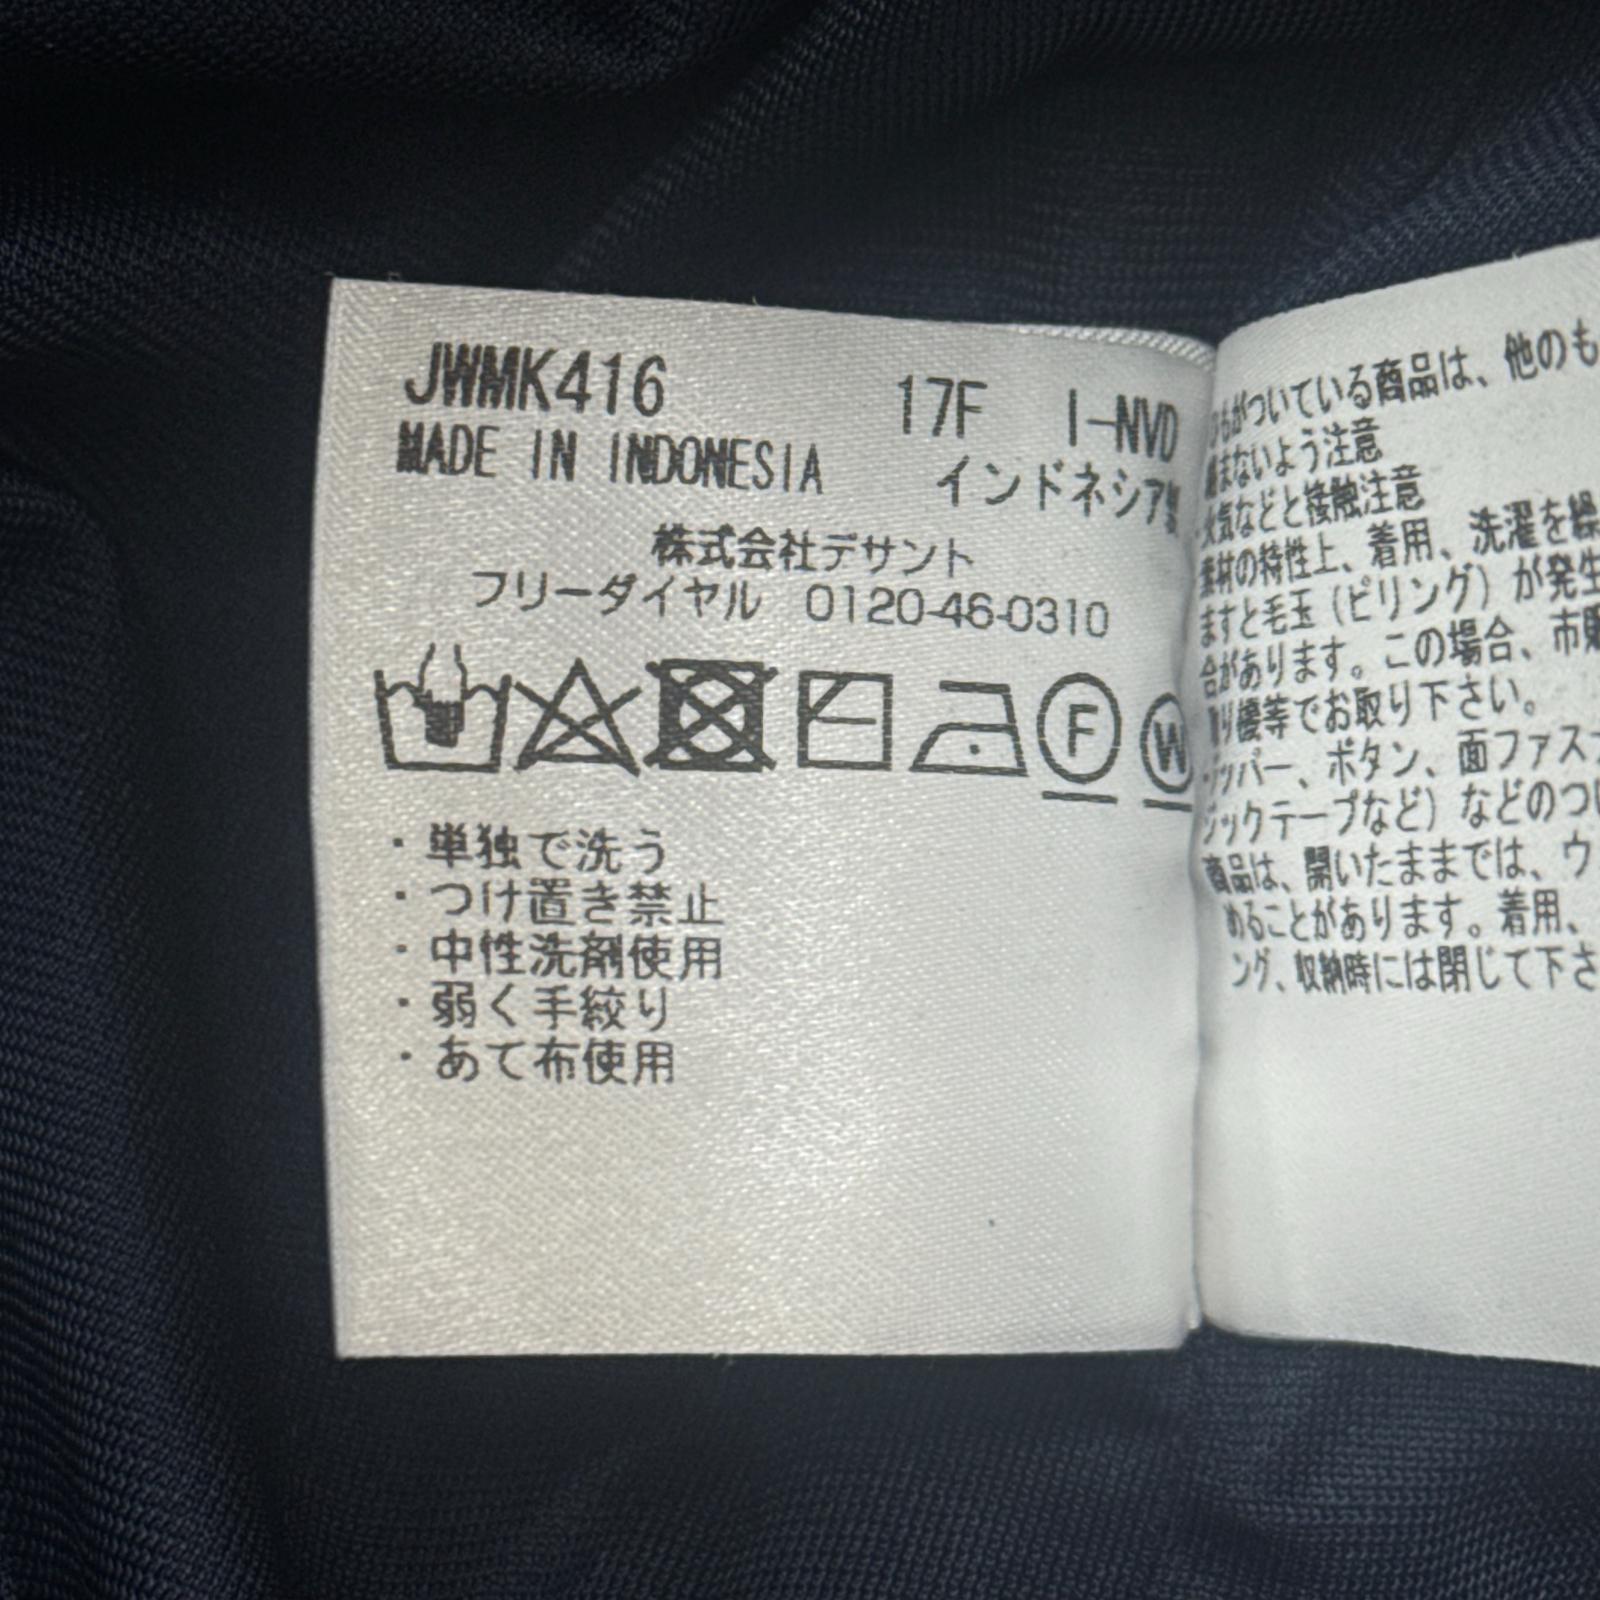 JWMK416 17F I-NVD
MADE IN INDONESIA インドネシア製
株式会社デサント
フリーダイヤル 0120-46-0310
F W
・単独で洗う
・つけ置き禁止
・中性洗剤使用
・弱く手絞り
・あて布使用
もがついている商品は、他のも
まないよう注意
火気などと接触注意
素材の特性上、着用、洗濯を繰
ますと毛玉（ピリング）が発生
合があります。この場合、市販
り優等でお取り下さい。
ッパー、ボタン、面ファスナ
ジックテープなど）などのつい
商品は、開いたままでは、ウ
めることがあります。着用、
ング、収納時には閉じて下さ